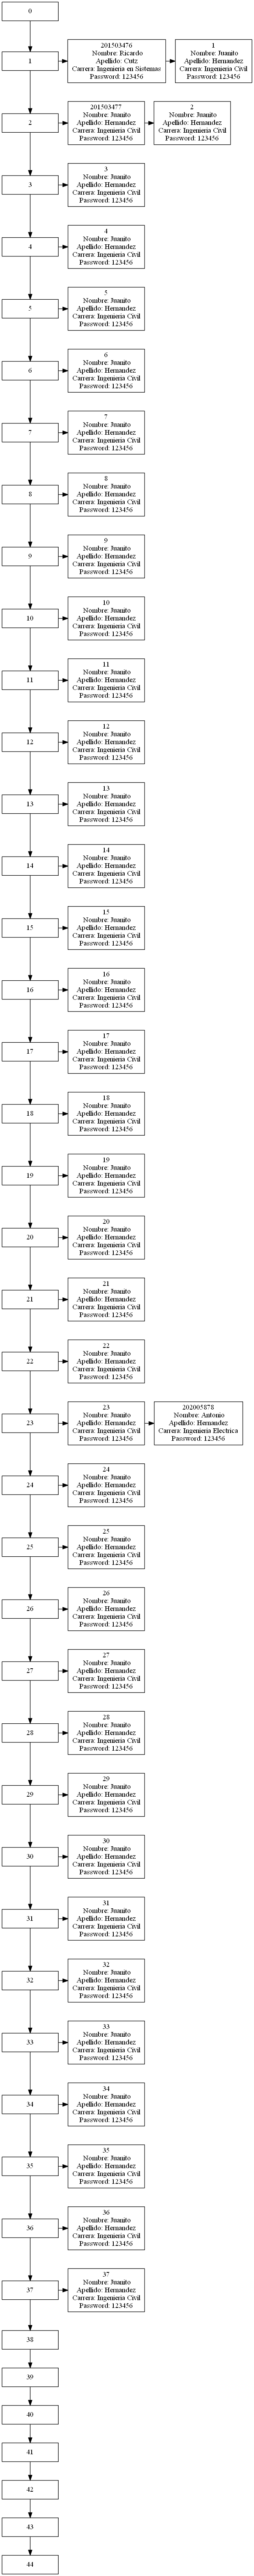 0
1
201503476
Nombre: Ricardo
Apellido: Cutz
Carrera: Ingenieria en Sistemas
Password: 123456
1
Nombre: Juanito
Apellido: Hernandez
Carrera: Ingenieria Civil
Password: 123456
2
201503477
Nombre: Juanito
Apellido: Hernandez
Carrera: Ingenieria Civil
Password: 123456
2
Nombre: Juanito
Apellido: Hernandez
Carrera: Ingenieria Civil
Password: 123456
3
3
Nombre: Juanito
Apellido: Hernandez
Carrera: Ingenieria Civil
Password: 123456
4
4
Nombre: Juanito
Apellido: Hernandez
Carrera: Ingenieria Civil
Password: 123456
5
5
Nombre: Juanito
Apellido: Hernandez
Carrera: Ingenieria Civil
Password: 123456
6
6
Nombre: Juanito
Apellido: Hernandez
Carrera: Ingenieria Civil
Password: 123456
7
7
Nombre: Juanito
Apellido: Hernandez
Carrera: Ingenieria Civil
Password: 123456
8
8
Nombre: Juanito
Apellido: Hernandez
Carrera: Ingenieria Civil
Password: 123456
9
9
Nombre: Juanito
Apellido: Hernandez
Carrera: Ingenieria Civil
Password: 123456
10
10
Nombre: Juanito
Apellido: Hernandez
Carrera: Ingenieria Civil
Password: 123456
11
11
Nombre: Juanito
Apellido: Hernandez
Carrera: Ingenieria Civil
Password: 123456
12
12
Nombre: Juanito
Apellido: Hernandez
Carrera: Ingenieria Civil
Password: 123456
13
13
Nombre: Juanito
Apellido: Hernandez
Carrera: Ingenieria Civil
Password: 123456
14
14
Nombre: Juanito
Apellido: Hernandez
Carrera: Ingenieria Civil
Password: 123456
15
15
Nombre: Juanito
Apellido: Hernandez
Carrera: Ingenieria Civil
Password: 123456
16
16
Nombre: Juanito
Apellido: Hernandez
Carrera: Ingenieria Civil
Password: 123456
17
17
Nombre: Juanito
Apellido: Hernandez
Carrera: Ingenieria Civil
Password: 123456
18
18
Nombre: Juanito
Apellido: Hernandez
Carrera: Ingenieria Civil
Password: 123456
19
19
Nombre: Juanito
Apellido: Hernandez
Carrera: Ingenieria Civil
Password: 123456
20
20
Nombre: Juanito
Apellido: Hernandez
Carrera: Ingenieria Civil
Password: 123456
21
21
Nombre: Juanito
Apellido: Hernandez
Carrera: Ingenieria Civil
Password: 123456
22
22
Nombre: Juanito
Apellido: Hernandez
Carrera: Ingenieria Civil
Password: 123456
23
23
Nombre: Juanito
Apellido: Hernandez
Carrera: Ingenieria Civil
Password: 123456
202005878
Nombre: Antonio
Apellido: Hernandez
Carrera: Ingenieria Electrica
Password: 123456
24
24
Nombre: Juanito
Apellido: Hernandez
Carrera: Ingenieria Civil
Password: 123456
25
25
Nombre: Juanito
Apellido: Hernandez
Carrera: Ingenieria Civil
Password: 123456
26
26
Nombre: Juanito
Apellido: Hernandez
Carrera: Ingenieria Civil
Password: 123456
27
27
Nombre: Juanito
Apellido: Hernandez
Carrera: Ingenieria Civil
Password: 123456
28
28
Nombre: Juanito
Apellido: Hernandez
Carrera: Ingenieria Civil
Password: 123456
29
29
Nombre: Juanito
Apellido: Hernandez
Carrera: Ingenieria Civil
Password: 123456
30
30
Nombre: Juanito
Apellido: Hernandez
Carrera: Ingenieria Civil
Password: 123456
31
31
Nombre: Juanito
Apellido: Hernandez
Carrera: Ingenieria Civil
Password: 123456
32
32
Nombre: Juanito
Apellido: Hernandez
Carrera: Ingenieria Civil
Password: 123456
33
33
Nombre: Juanito
Apellido: Hernandez
Carrera: Ingenieria Civil
Password: 123456
34
34
Nombre: Juanito
Apellido: Hernandez
Carrera: Ingenieria Civil
Password: 123456
35
35
Nombre: Juanito
Apellido: Hernandez
Carrera: Ingenieria Civil
Password: 123456
36
36
Nombre: Juanito
Apellido: Hernandez
Carrera: Ingenieria Civil
Password: 123456
37
37
Nombre: Juanito
Apellido: Hernandez
Carrera: Ingenieria Civil
Password: 123456
38
39
40
41
42
43
44